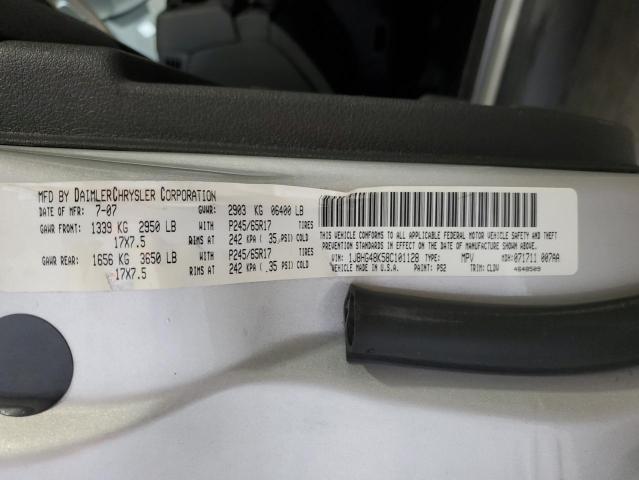 MFD BY DAIMLERCHRYSLER CORPORATION
DATE OF MFR: 7-07 GVWR: 2903 KG 06400 LB
GAWR FRONT: 1339 KG 2950 LB WITH P245/65R17 TIRES
17X7.5 RIMS AT 242 KPA ( 35 PSI) COLD
GAWR REAR: 1656 KG 3650 LB WITH P245/65R17 TIRES
17X7.5 RIMS AT 242 KPA ( 35 PSI) COLD
THIS VEHICLE CONFORMS TO ALL APPLICABLE FEDERAL MOTOR VEHICLE SAFETY AND THEFT
PREVENTION STANDARDS IN EFFECT ON THE DATE OF MANUFACTURE SHOWN ABOVE.
VIN: 1J8HG48K58C101128 TYPE: MPV MDH: 071711 007AA
MADE IN U.S.A. PAINT: PS2 TRIM: CLDV 4648509